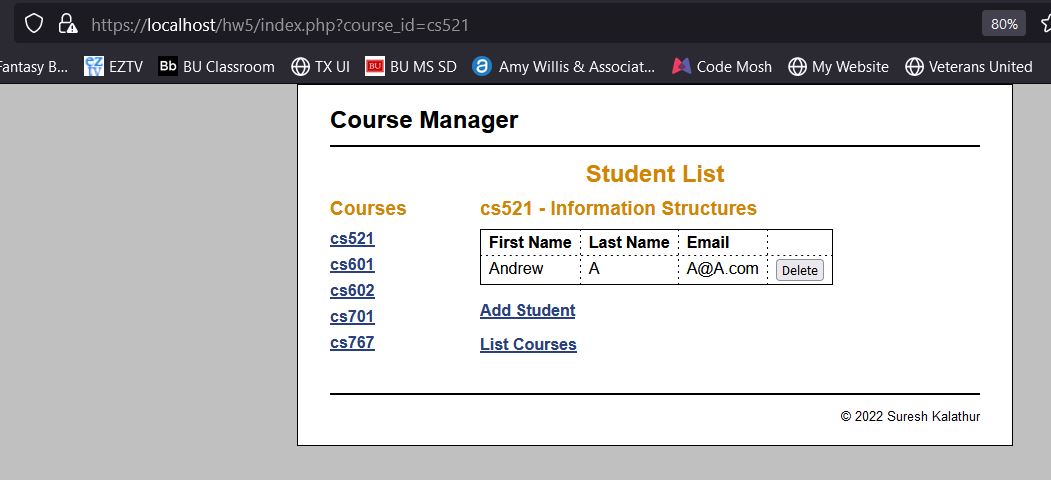 https://localhost/hw5/index.php?course_id=cs521 80%
Fantasy B... EZTV BU Classroom TX UI BU MS SD Amy Willis & Associat... Code Mosh My Website Veterans United
Course Manager
Student List
Courses
cs521
cs601
cs602
cs701
cs767
cs521 - Information Structures
First Name Last Name Email
Andrew A A@A.com Delete
Add Student
List Courses
© 2022 Suresh Kalathur